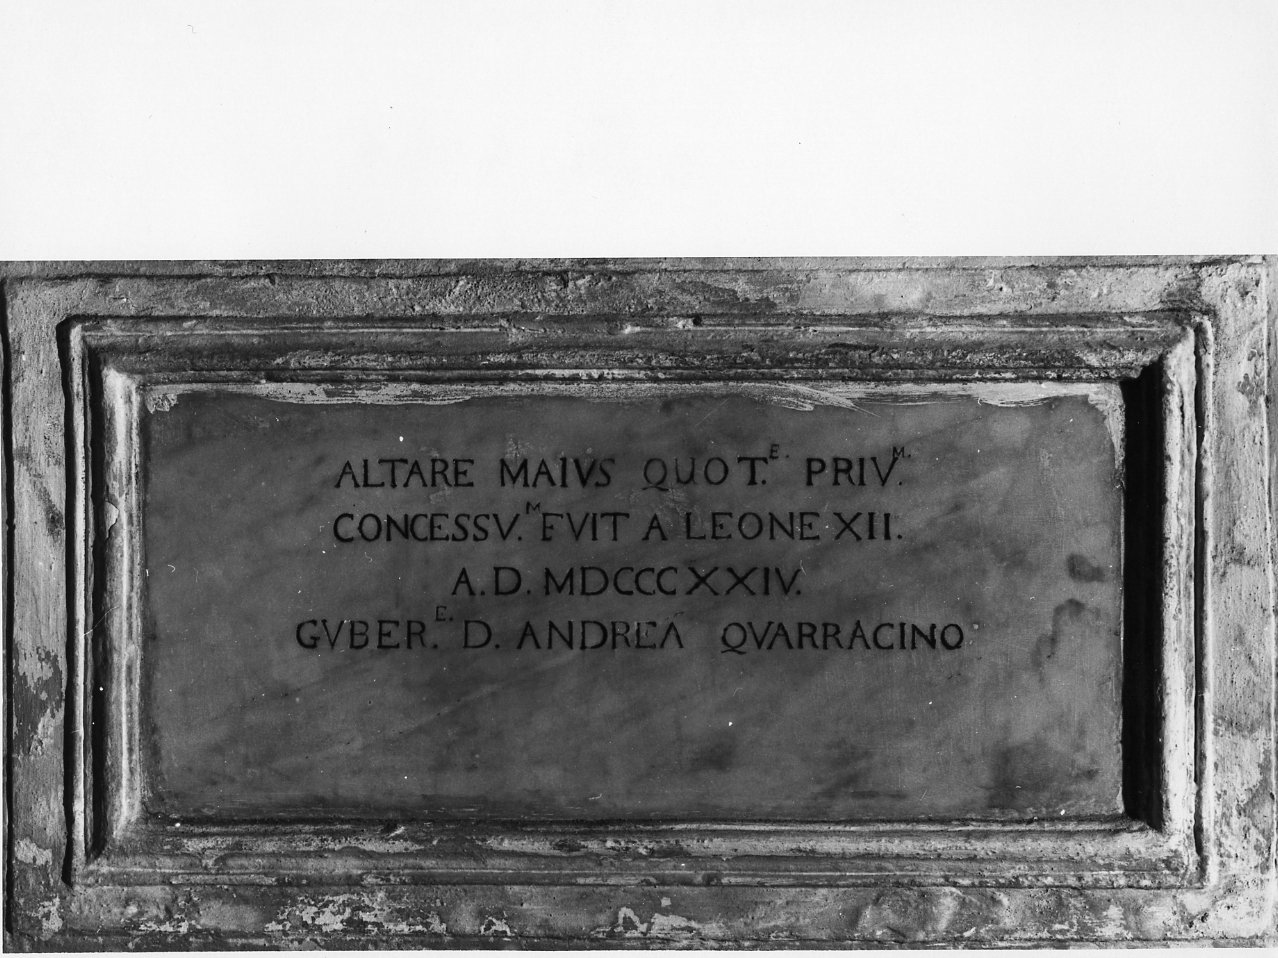 ALTARE MAIVS QUOT.E. PRIV.M.
CONCESSV.M FVIT A LEONE XII.
A.D. MDCCCXXIV.
GVBER.E. D. ANDREA QVARRACINO